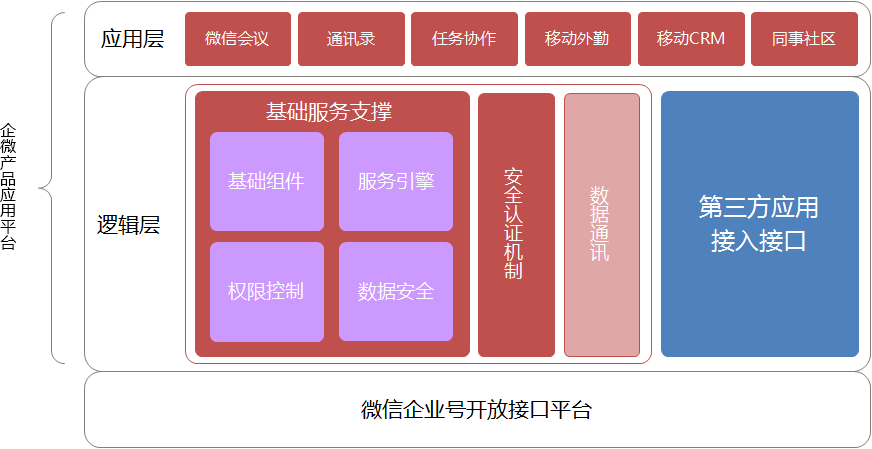 企微产品应用平台
应用层
微信会议
通讯录
任务协作
移动外勤
移动CRM
同事社区
逻辑层
基础服务支撑
基础组件
服务引擎
权限控制
数据安全
安全认证机制
数据通讯
第三方应用
接入接口
微信企业号开放接口平台